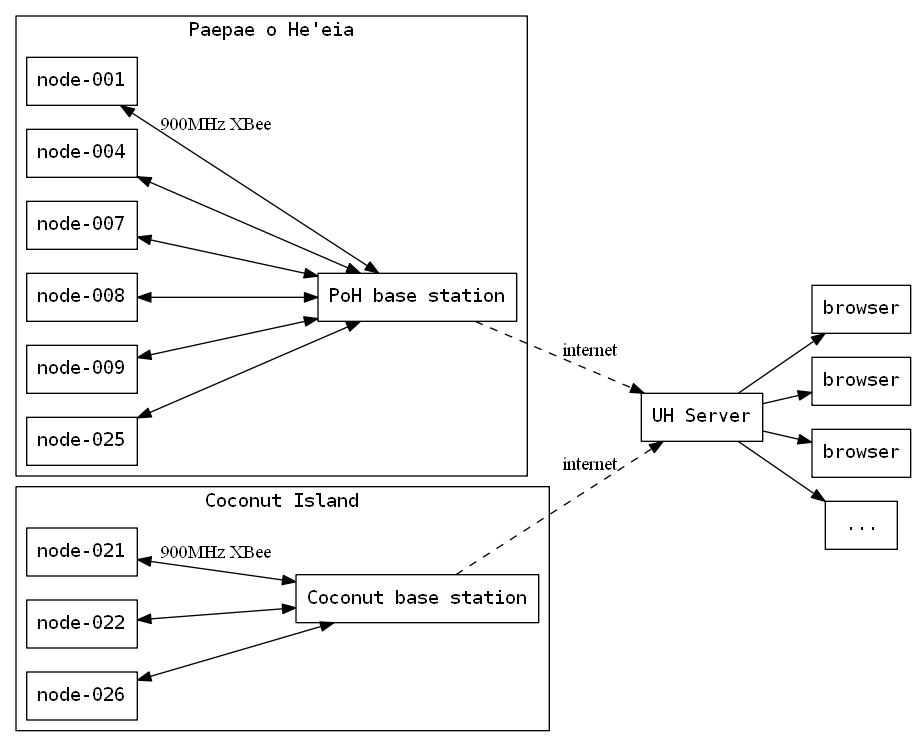 Paepae o He'eia
node-001
900MHz XBee
node-004
node-007
node-008
PoH base station
node-009
node-025
internet
browser
browser
UH Server
browser
internet
...
Coconut Island
node-021
900MHz XBee
Coconut base station
node-022
node-026